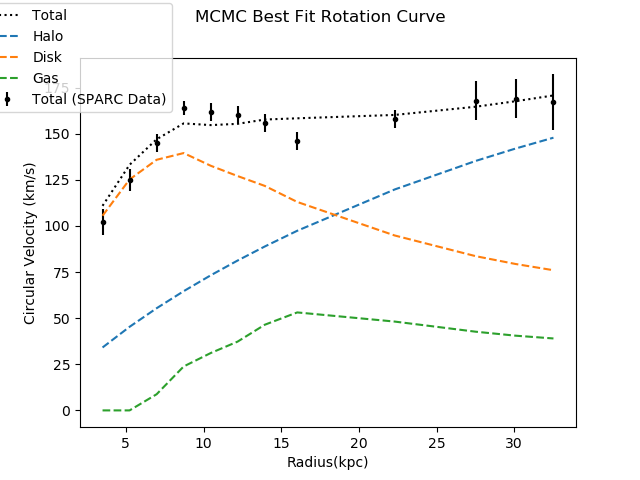 MCMC Best Fit Rotation Curve
Total
Halo
Disk
Gas
Total (SPARC Data)
175
150
125
100
75
50
25
0
Circular Velocity (km/s)
5
10
15
20
25
30
Radius(kpc)